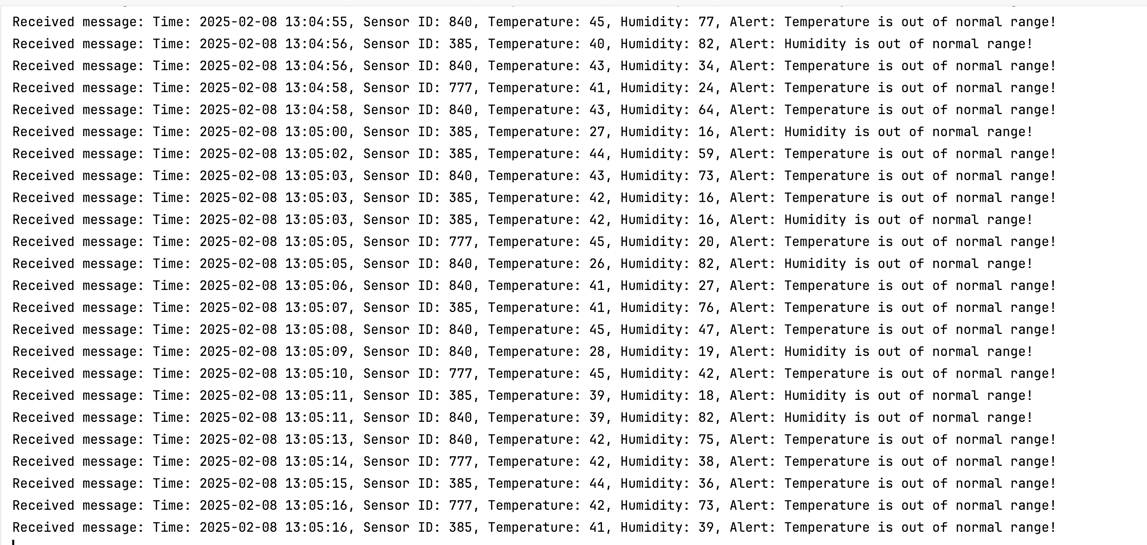 Received message: Time: 2025-02-08 13:04:55, Sensor ID: 840, Temperature: 45, Humidity: 77, Alert: Temperature is out of normal range!
Received message: Time: 2025-02-08 13:04:56, Sensor ID: 385, Temperature: 40, Humidity: 82, Alert: Humidity is out of normal range!
Received message: Time: 2025-02-08 13:04:56, Sensor ID: 840, Temperature: 43, Humidity: 34, Alert: Temperature is out of normal range!
Received message: Time: 2025-02-08 13:04:58, Sensor ID: 777, Temperature: 41, Humidity: 24, Alert: Temperature is out of normal range!
Received message: Time: 2025-02-08 13:04:58, Sensor ID: 840, Temperature: 43, Humidity: 64, Alert: Temperature is out of normal range!
Received message: Time: 2025-02-08 13:05:00, Sensor ID: 385, Temperature: 27, Humidity: 16, Alert: Humidity is out of normal range!
Received message: Time: 2025-02-08 13:05:02, Sensor ID: 385, Temperature: 44, Humidity: 59, Alert: Temperature is out of normal range!
Received message: Time: 2025-02-08 13:05:03, Sensor ID: 840, Temperature: 43, Humidity: 73, Alert: Temperature is out of normal range!
Received message: Time: 2025-02-08 13:05:03, Sensor ID: 385, Temperature: 42, Humidity: 16, Alert: Temperature is out of normal range!
Received message: Time: 2025-02-08 13:05:03, Sensor ID: 385, Temperature: 42, Humidity: 16, Alert: Humidity is out of normal range!
Received message: Time: 2025-02-08 13:05:05, Sensor ID: 777, Temperature: 45, Humidity: 20, Alert: Temperature is out of normal range!
Received message: Time: 2025-02-08 13:05:05, Sensor ID: 840, Temperature: 26, Humidity: 82, Alert: Humidity is out of normal range!
Received message: Time: 2025-02-08 13:05:06, Sensor ID: 840, Temperature: 41, Humidity: 27, Alert: Temperature is out of normal range!
Received message: Time: 2025-02-08 13:05:07, Sensor ID: 385, Temperature: 41, Humidity: 76, Alert: Temperature is out of normal range!
Received message: Time: 2025-02-08 13:05:08, Sensor ID: 840, Temperature: 45, Humidity: 47, Alert: Temperature is out of normal range!
Received message: Time: 2025-02-08 13:05:09, Sensor ID: 840, Temperature: 28, Humidity: 19, Alert: Humidity is out of normal range!
Received message: Time: 2025-02-08 13:05:10, Sensor ID: 777, Temperature: 45, Humidity: 42, Alert: Temperature is out of normal range!
Received message: Time: 2025-02-08 13:05:11, Sensor ID: 385, Temperature: 39, Humidity: 18, Alert: Humidity is out of normal range!
Received message: Time: 2025-02-08 13:05:11, Sensor ID: 840, Temperature: 39, Humidity: 82, Alert: Humidity is out of normal range!
Received message: Time: 2025-02-08 13:05:13, Sensor ID: 840, Temperature: 42, Humidity: 75, Alert: Temperature is out of normal range!
Received message: Time: 2025-02-08 13:05:14, Sensor ID: 777, Temperature: 42, Humidity: 38, Alert: Temperature is out of normal range!
Received message: Time: 2025-02-08 13:05:15, Sensor ID: 385, Temperature: 44, Humidity: 36, Alert: Temperature is out of normal range!
Received message: Time: 2025-02-08 13:05:16, Sensor ID: 777, Temperature: 42, Humidity: 73, Alert: Temperature is out of normal range!
Received message: Time: 2025-02-08 13:05:16, Sensor ID: 385, Temperature: 41, Humidity: 39, Alert: Temperature is out of normal range!